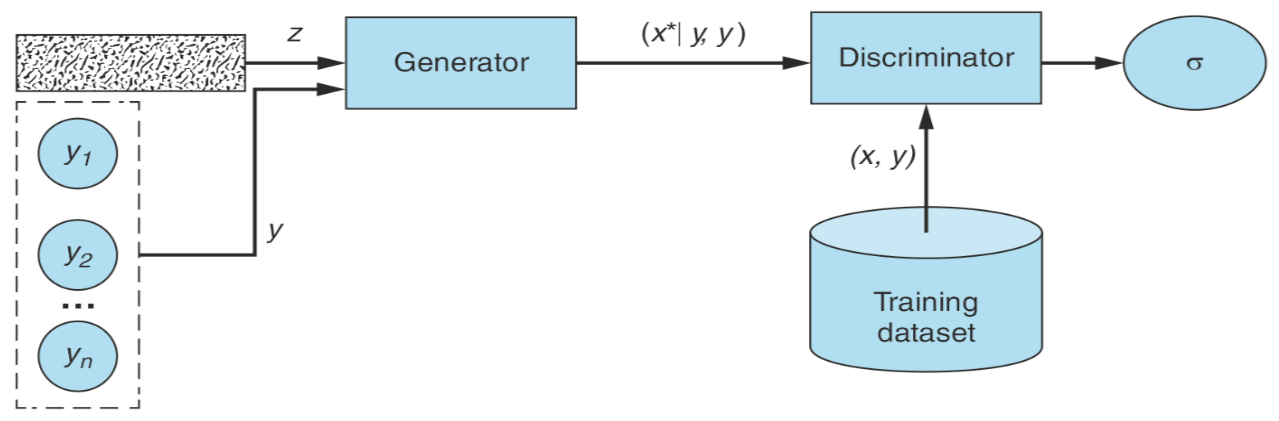 z
Generator
(x*| y, y)
Discriminator
σ
y₁
(x, y)
y
y₂
...
Training
dataset
yₙ